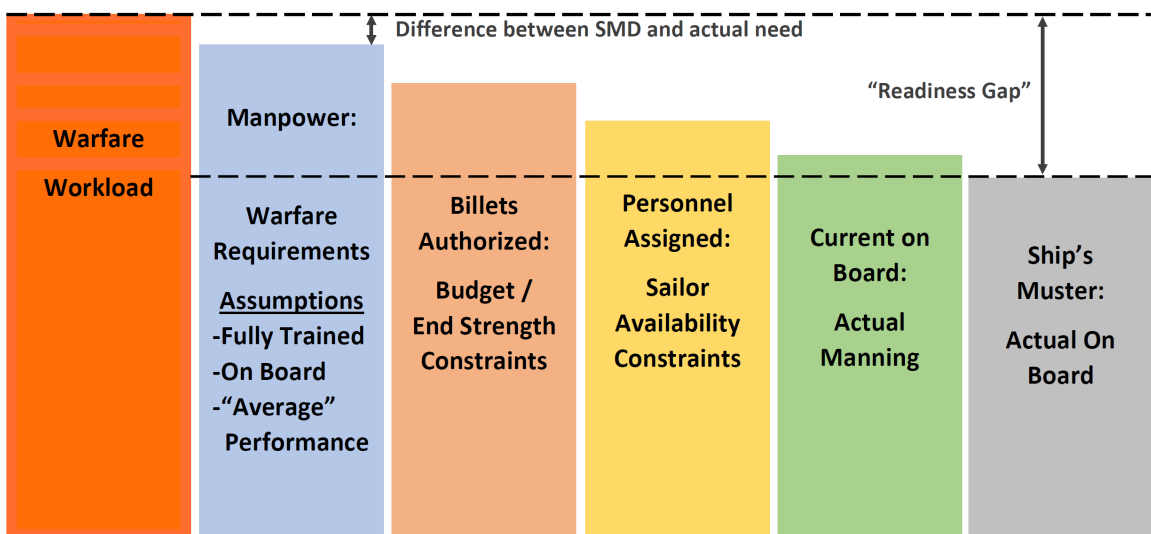 Difference between SMD and actual need
“Readiness Gap”
Warfare
Workload
Manpower:
Warfare
Requirements
Assumptions
-Fully Trained
-On Board
-“Average”
Performance
Billets
Authorized:
Budget /
End Strength
Constraints
Personnel
Assigned:
Sailor
Availability
Constraints
Current on
Board:
Actual
Manning
Ship’s
Muster:
Actual On
Board